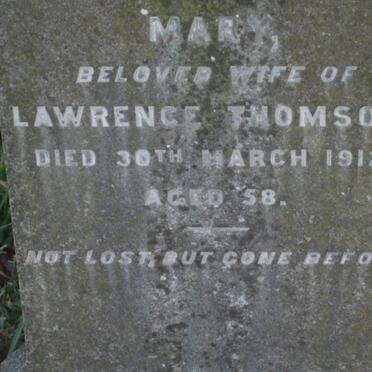 MARY,
BELOVED WIFE OF
LAWRENCE THOMSO
DIED 30TH MARCH 191
AGED 58.
NOT LOST, BUT GONE BEFO